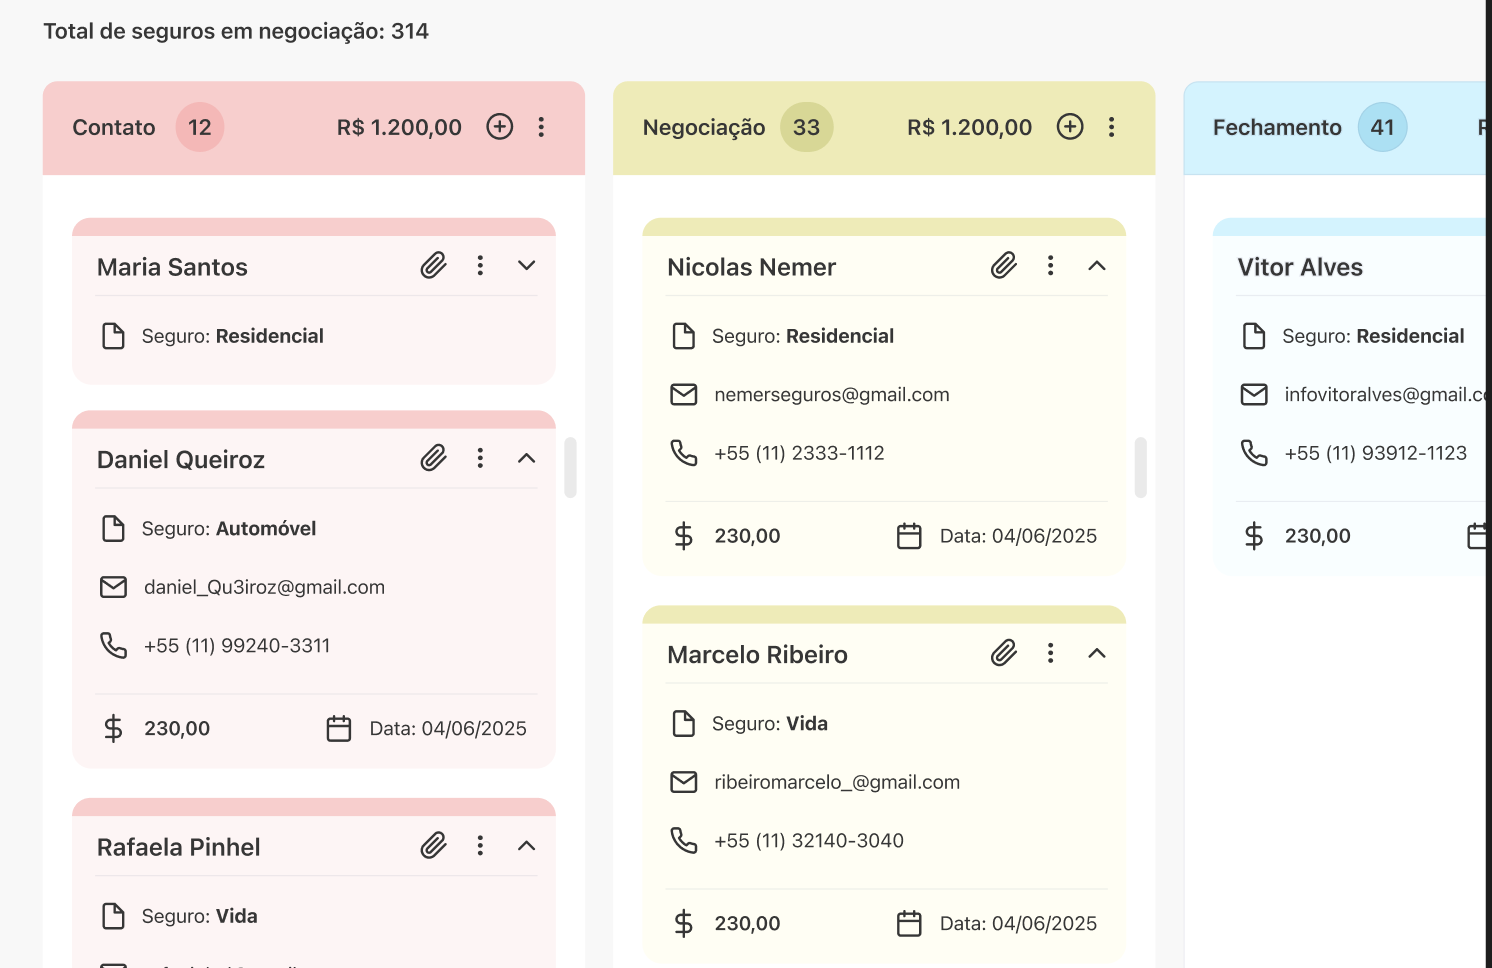 Total de seguros em negociação: 314
Contato 12 R$ 1.200,00
Maria Santos
Seguro: Residencial
Daniel Queiroz
Seguro: Automóvel
daniel_Qu3iroz@gmail.com
+55 (11) 99240-3311
$ 230,00 Data: 04/06/2025
Rafaela Pinhel
Seguro: Vida
Negociação 33 R$ 1.200,00
Nicolas Nemer
Seguro: Residencial
nemerseguros@gmail.com
+55 (11) 2333-1112
$ 230,00 Data: 04/06/2025
Marcelo Ribeiro
Seguro: Vida
ribeiromarcelo_@gmail.com
+55 (11) 32140-3040
$ 230,00 Data: 04/06/2025
Fechamento 41
Vitor Alves
Seguro: Residencial
infovitoralves@gmail.c
+55 (11) 93912-1123
$ 230,00